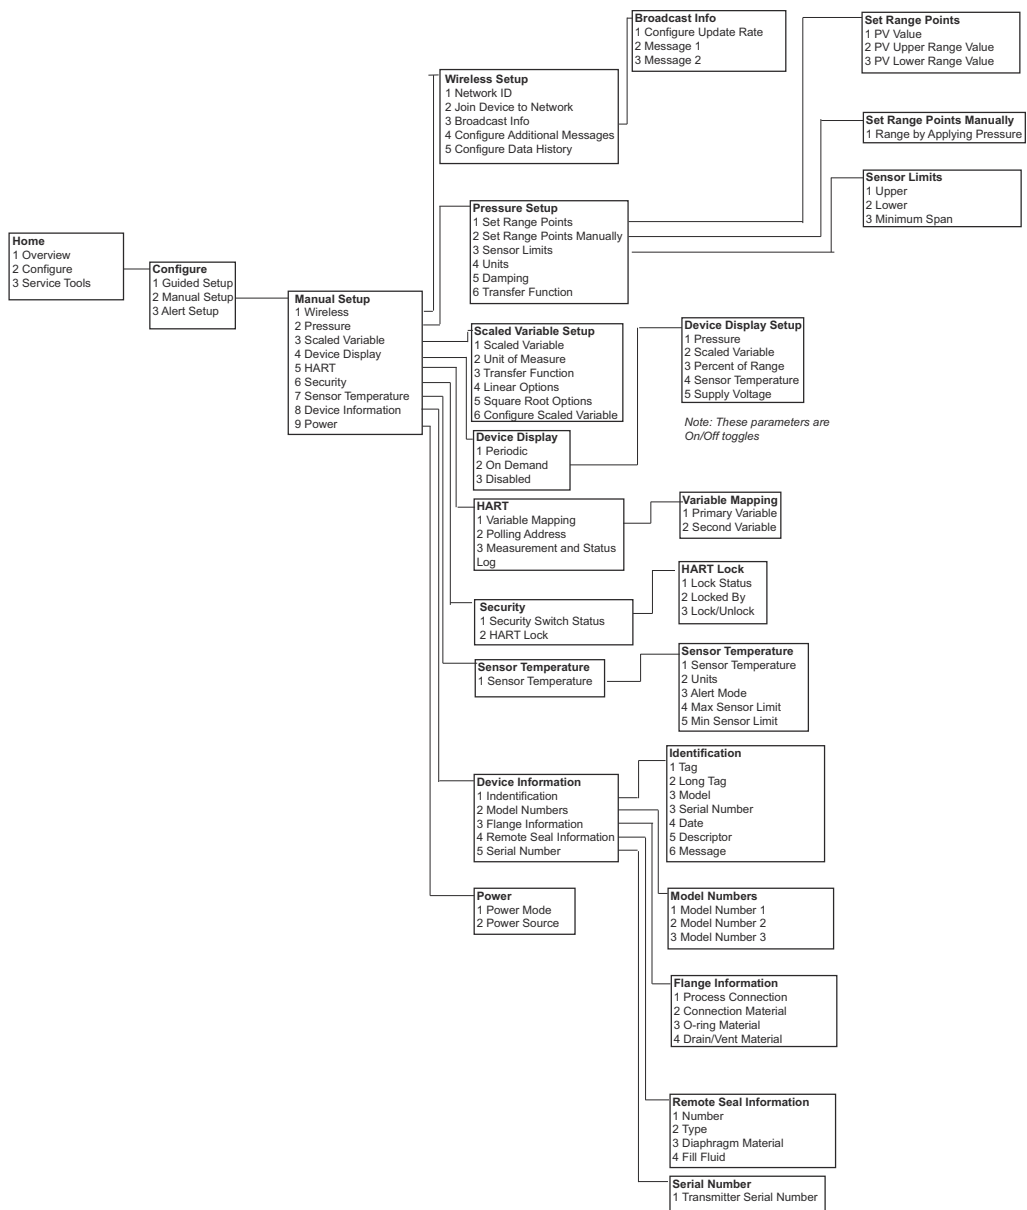 Home
1 Overview
2 Configure
3 Service Tools
Configure
1 Guided Setup
2 Manual Setup
3 Alert Setup
Manual Setup
1 Wireless
2 Pressure
3 Scaled Variable
4 Device Display
5 HART
6 Security
7 Sensor Temperature
8 Device Information
9 Power
Wireless Setup
1 Network ID
2 Join Device to Network
3 Broadcast Info
4 Configure Additional Messages
5 Configure Data History
Broadcast Info
1 Configure Update Rate
2 Message 1
3 Message 2
Pressure Setup
1 Set Range Points
2 Set Range Points Manually
3 Sensor Limits
4 Units
5 Damping
6 Transfer Function
Set Range Points
1 PV Value
2 PV Upper Range Value
3 PV Lower Range Value
Set Range Points Manually
1 Range by Applying Pressure
Sensor Limits
1 Upper
2 Lower
3 Minimum Span
Scaled Variable Setup
1 Scaled Variable
2 Unit of Measure
3 Transfer Function
4 Linear Options
5 Square Root Options
6 Configure Scaled Variable
Device Display
1 Periodic
2 On Demand
3 Disabled
Device Display Setup
1 Pressure
2 Scaled Variable
3 Percent of Range
4 Sensor Temperature
5 Supply Voltage
Note: These parameters are
On/Off toggles
HART
1 Variable Mapping
2 Polling Address
3 Measurement and Status
Log
Variable Mapping
1 Primary Variable
2 Second Variable
Security
1 Security Switch Status
2 HART Lock
HART Lock
1 Lock Status
2 Locked By
3 Lock/Unlock
Sensor Temperature
1 Sensor Temperature
Sensor Temperature
1 Sensor Temperature
2 Units
3 Alert Mode
4 Max Sensor Limit
5 Min Sensor Limit
Device Information
1 Indentification
2 Model Numbers
3 Flange Information
4 Remote Seal Information
5 Serial Number
Identification
1 Tag
2 Long Tag
3 Model
3 Serial Number
4 Date
5 Descriptor
6 Message
Model Numbers
1 Model Number 1
2 Model Number 2
3 Model Number 3
Flange Information
1 Process Connection
2 Connection Material
3 O-ring Material
4 Drain/Vent Material
Remote Seal Information
1 Number
2 Type
3 Diaphragm Material
4 Fill Fluid
Serial Number
1 Transmitter Serial Number
Power
1 Power Mode
2 Power Source